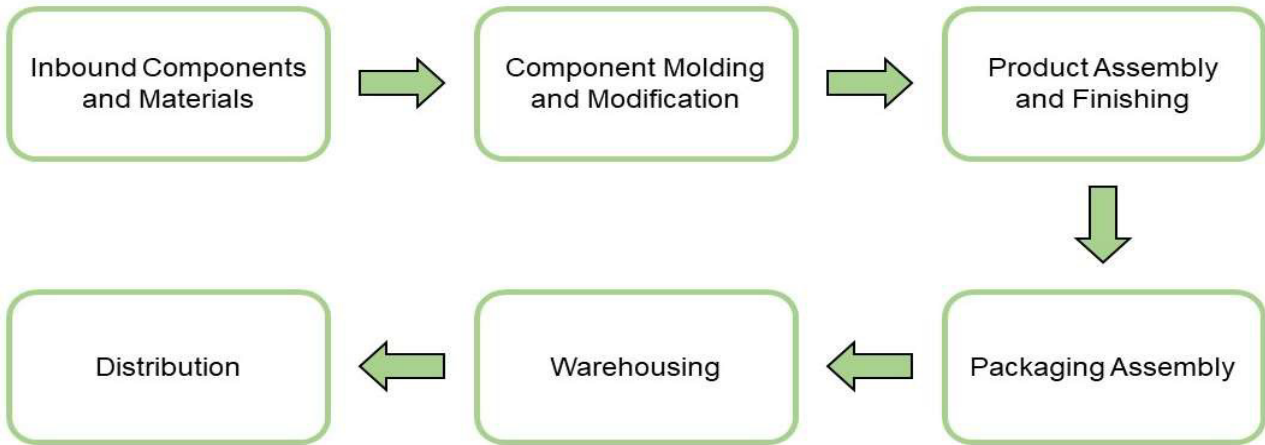 Inbound Components
and Materials
Component Molding
and Modification
Product Assembly
and Finishing
Packaging Assembly
Warehousing
Distribution